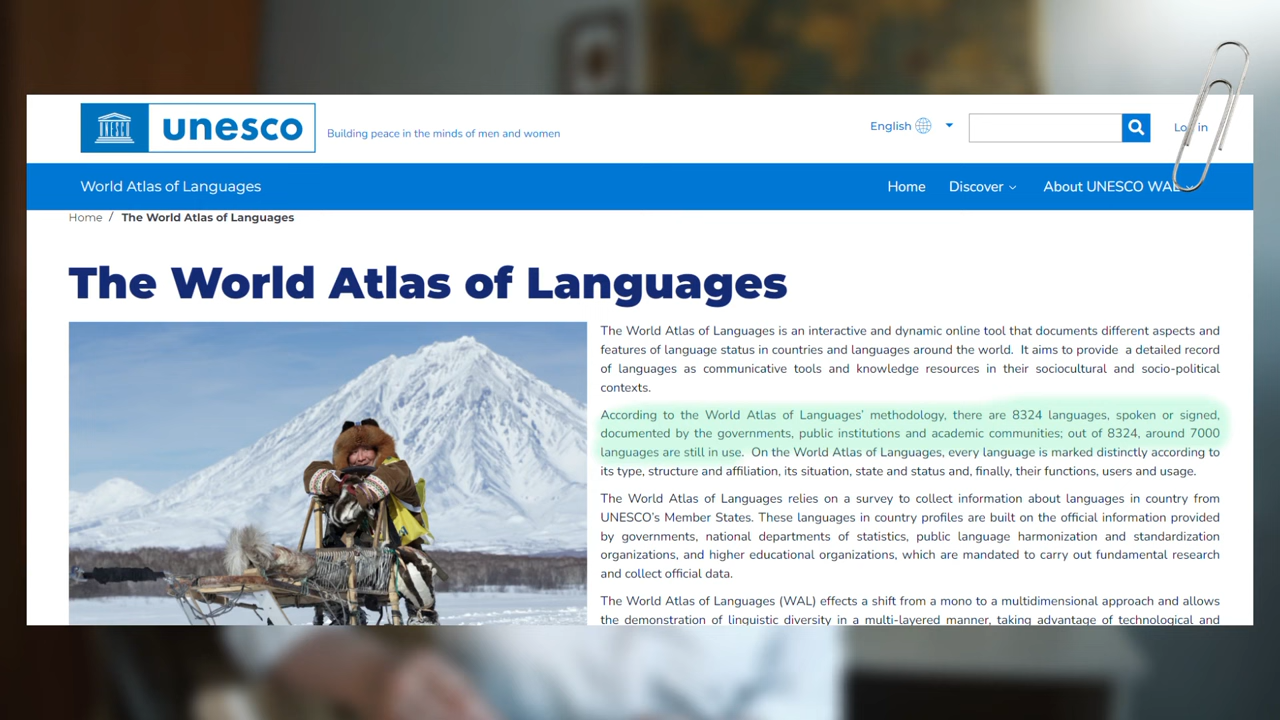 unesco
Building peace in the minds of men and women
English
Log in
World Atlas of Languages
Home
Discover
About UNESCO WAL
Home / The World Atlas of Languages
The World Atlas of Languages
The World Atlas of Languages is an interactive and dynamic online tool that documents different aspects and
features of language status in countries and languages around the world. It aims to provide a detailed record
of languages as communicative tools and knowledge resources in their sociocultural and socio-political
contexts.
According to the World Atlas of Languages' methodology, there are 8324 languages, spoken or signed,
documented by the governments, public institutions and academic communities; out of 8324, around 7000
languages are still in use. On the World Atlas of Languages, every language is marked distinctly according to
its type, structure and affiliation, its situation, state and status and, finally, their functions, users and usage.
The World Atlas of Languages relies on a survey to collect information about languages in country from
UNESCO's Member States. These languages in country profiles are built on the official information provided
by governments, national departments of statistics, public language harmonization and standardization
organizations, and higher educational organizations, which are mandated to carry out fundamental research
and collect official data.
The World Atlas of Languages (WAL) effects a shift from a mono to a multidimensional approach and allows
the demonstration of linguistic diversity in a multi-layered manner, taking advantage of technological and